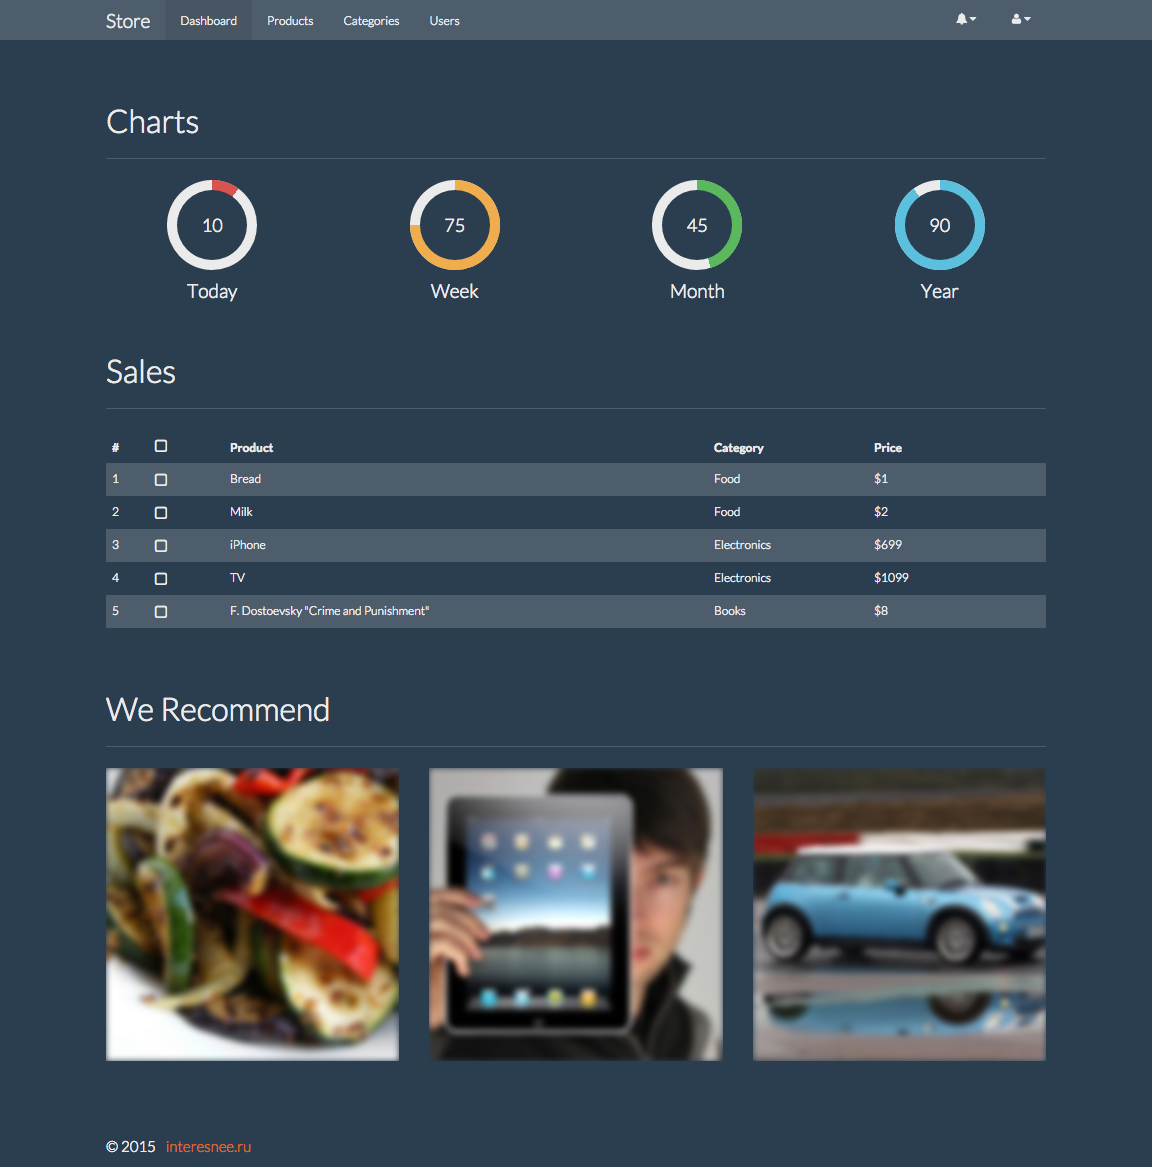 Store Dashboard Products Categories Users
Charts
10 75 45 90
Today Week Month Year
Sales
# Product Category Price
1 Bread Food $1
2 Milk Food $2
3 iPhone Electronics $699
4 TV Electronics $1099
5 F. Dostoevsky "Crime and Punishment" Books $8
We Recommend
© 2015 interesnee.ru